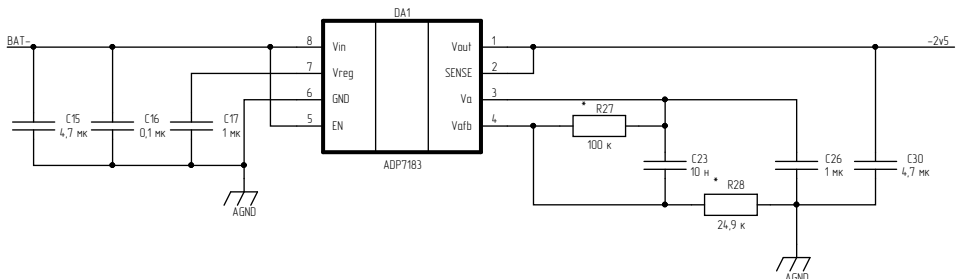 DA1
BAT-
8 Vin Vout 1
-2v5
7 Vreg SENSE 2
6 GND Va 3
5 EN Vafb 4
* R27
100 к
C15
4,7 мк
C16
0,1 мк
C17
1 мк
ADP7183
C23
10 н
C26
1 мк
C30
4,7 мк
* R28
24,9 к
AGND
AGND